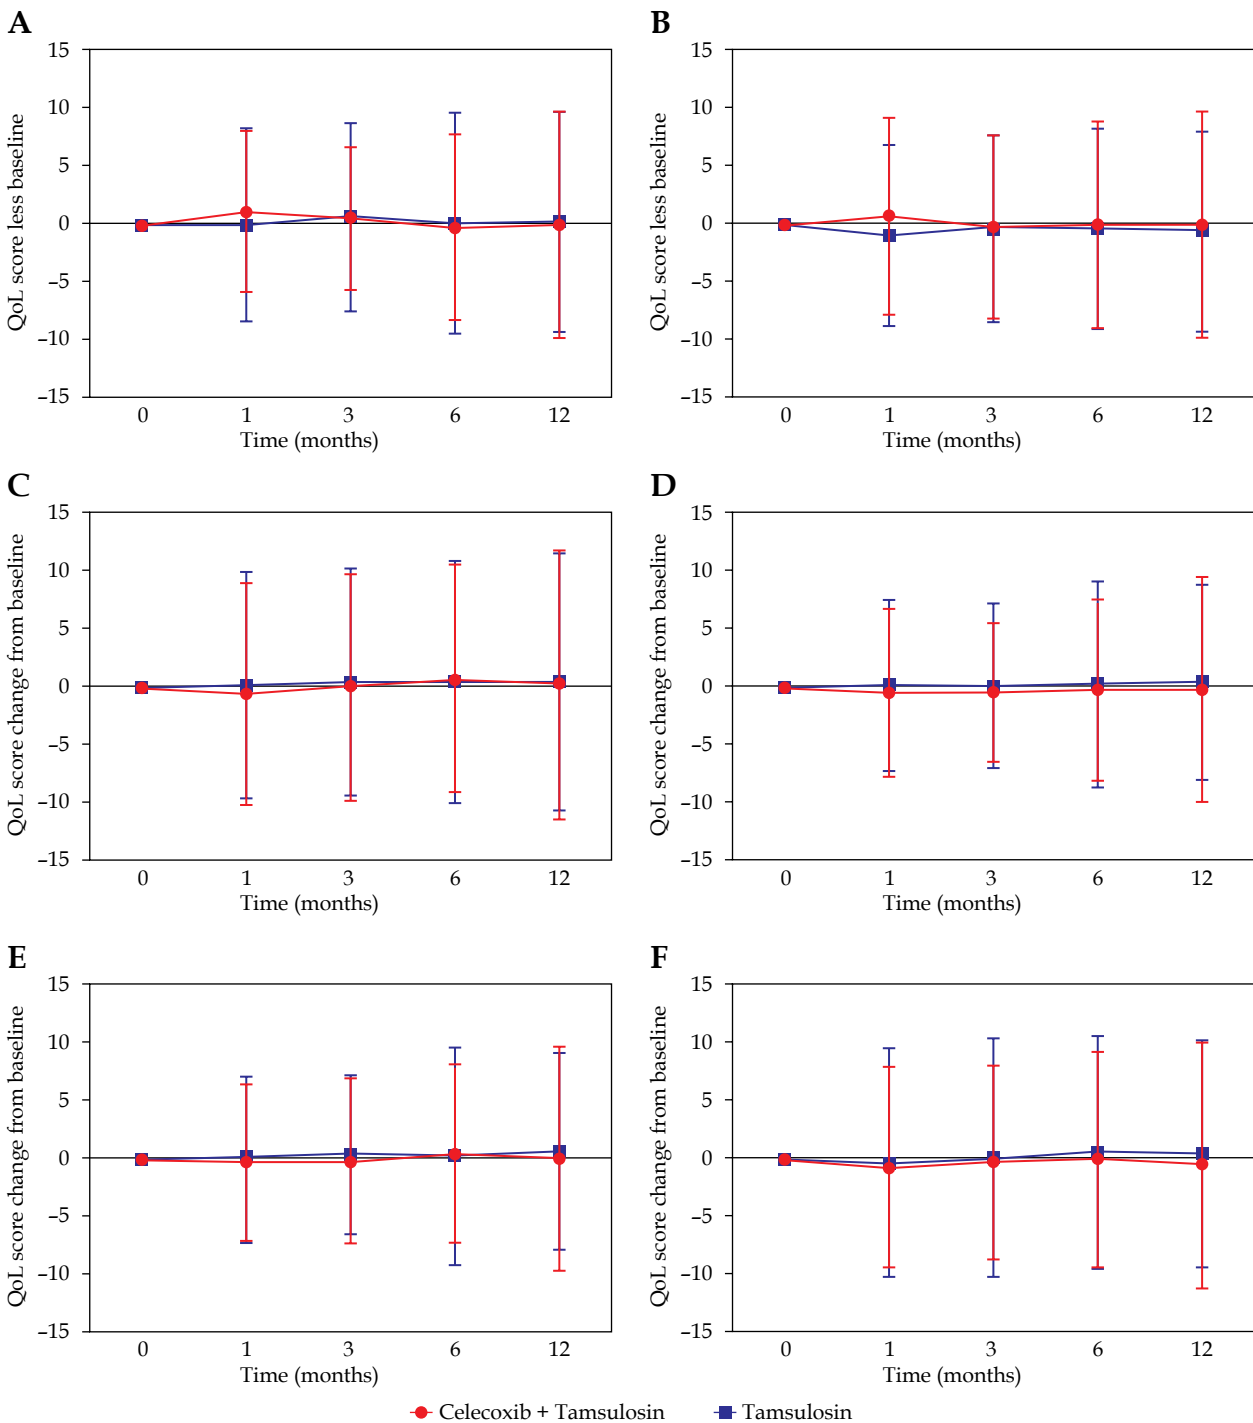 A
B
15
10
5
0
–5
–10
–15
QoL score less baseline
0 1 3 6 12
Time (months)
15
10
5
0
–5
–10
–15
QoL score less baseline
0 1 3 6 12
Time (months)
C
D
15
10
5
0
–5
–10
–15
QoL score change from baseline
0 1 3 6 12
Time (months)
15
10
5
0
–5
–10
–15
QoL score change from baseline
0 1 3 6 12
Time (months)
E
F
15
10
5
0
–5
–10
–15
QoL score change from baseline
0 1 3 6 12
Time (months)
15
10
5
0
–5
–10
–15
QoL score change from baseline
0 1 3 6 12
Time (months)
Celecoxib + Tamsulosin Tamsulosin